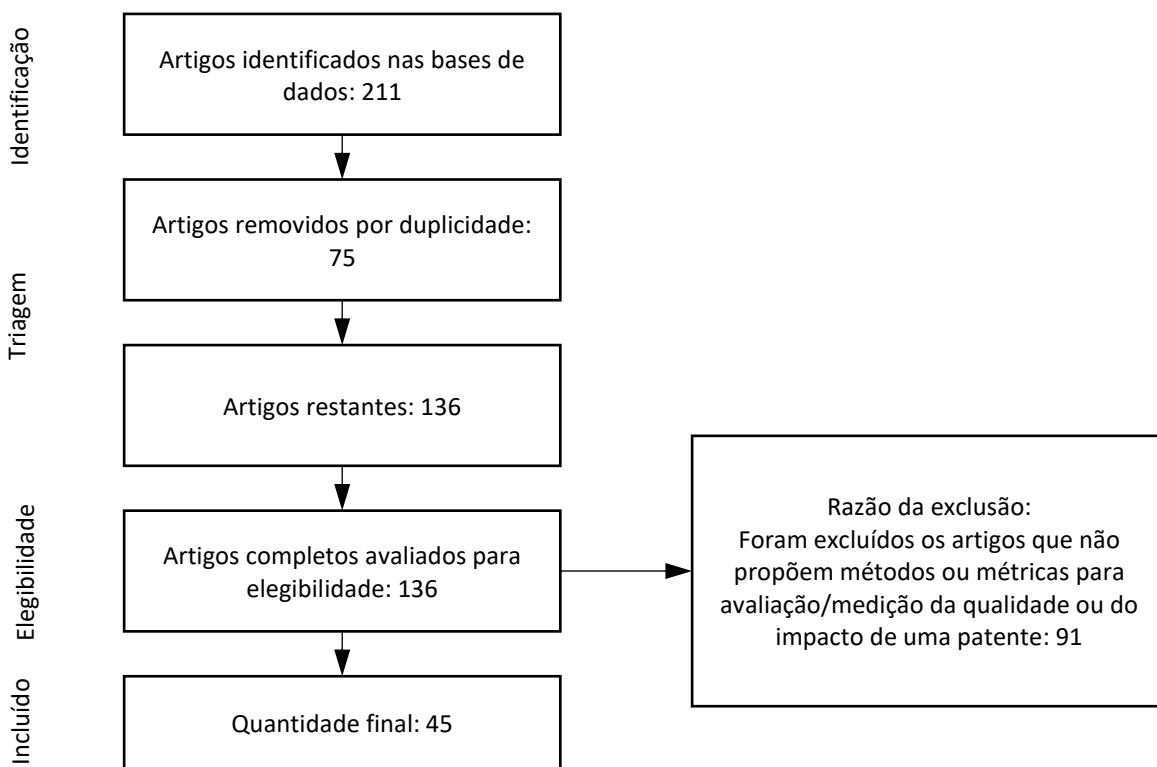 Identificação
Artigos identificados nas bases de
dados: 211
Triagem
Artigos removidos por duplicidade:
75
Artigos restantes: 136
Elegibilidade
Artigos completos avaliados para
elegibilidade: 136
Razão da exclusão:
Foram excluídos os artigos que não
propõem métodos ou métricas para
avaliação/medição da qualidade ou do
impacto de uma patente: 91
Incluído
Quantidade final: 45